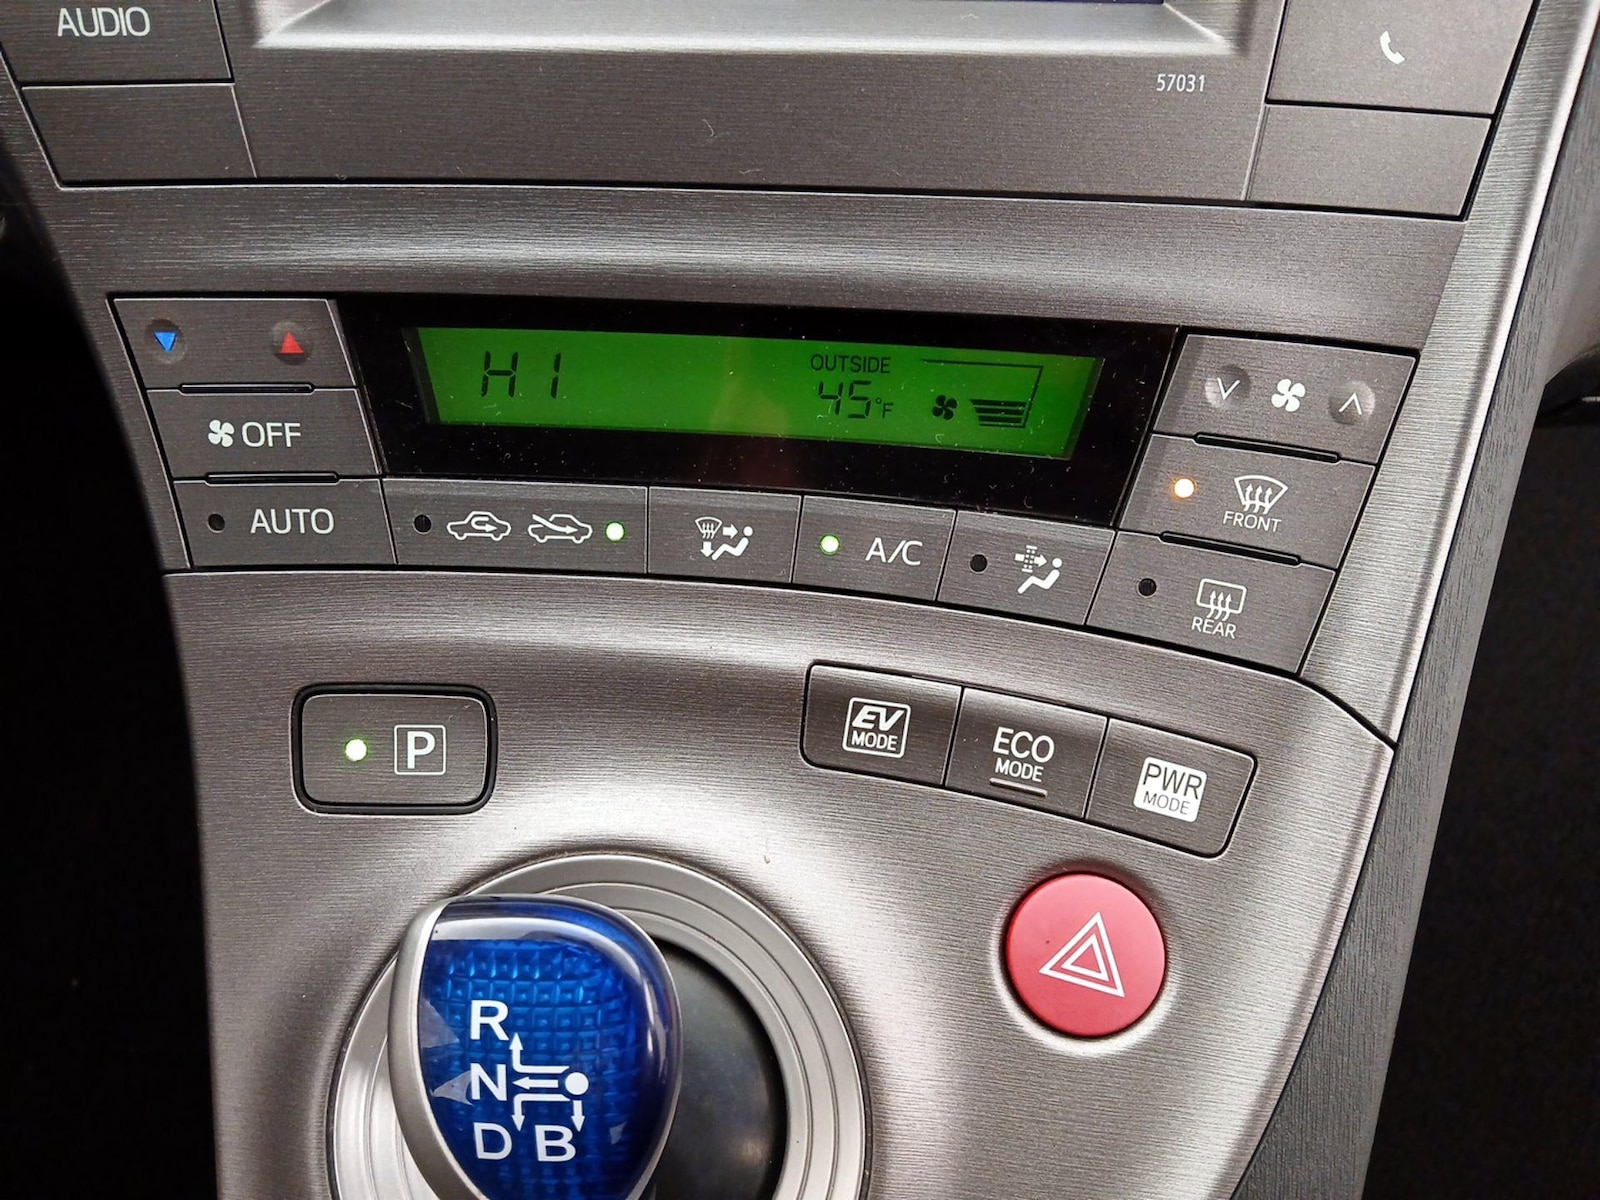 AUDIO
57031
HI
OUTSIDE
45°F
OFF
FRONT
AUTO
A/C
REAR
P
EV
MODE
ECO
MODE
PWR
MODE
R
N
D B